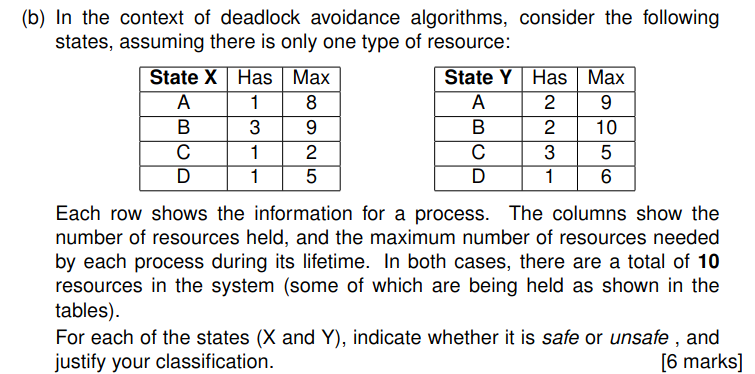 (b) In the context of deadlock avoidance algorithms, consider the following
states, assuming there is only one type of resource:
State X Has Max
A 1 8
B 3 9
C 1 2
D 1 5
State Y Has Max
A 2 9
B 2 10
C 3 5
D 1 6
Each row shows the information for a process. The columns show the
number of resources held, and the maximum number of resources needed
by each process during its lifetime. In both cases, there are a total of 10
resources in the system (some of which are being held as shown in the
tables).
For each of the states (X and Y), indicate whether it is safe or unsafe , and
justify your classification. [6 marks]